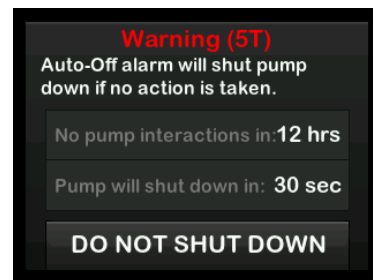 Warning (5T)
Auto-Off alarm will shut pump
down if no action is taken.
No pump interactions in:12 hrs
Pump will shut down in: 30 sec
DO NOT SHUT DOWN